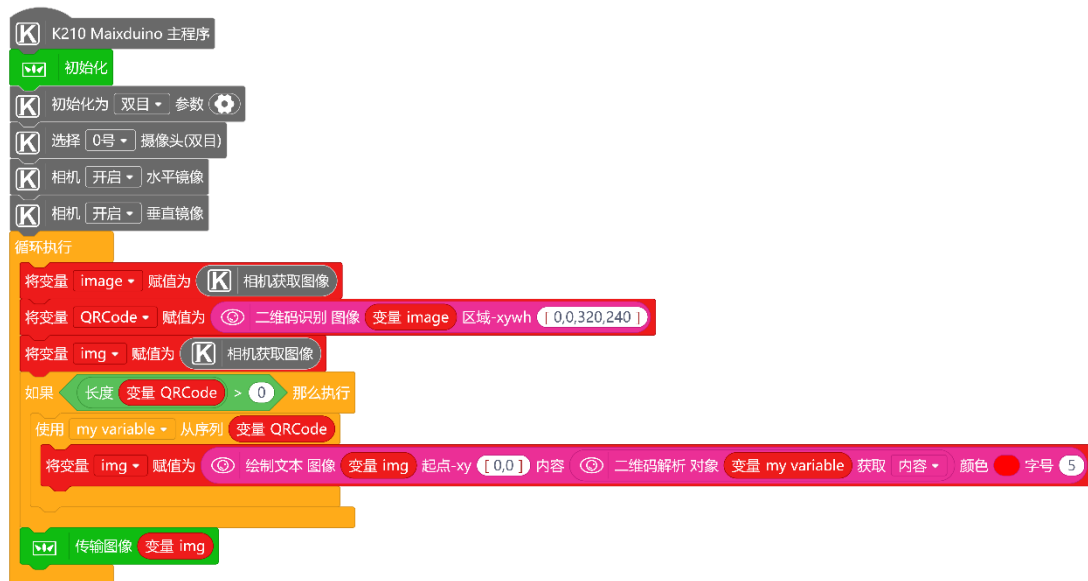 K K210 Maixduino 主程序
初始化
K 初始化为 双目 参数
K 选择 0号 摄像头(双目)
K 相机 开启 水平镜像
K 相机 开启 垂直镜像
循环执行
将变量 image 赋值为 K 相机获取图像
将变量 QRCode 赋值为 二维码识别 图像 变量 image 区域-xywh [ 0,0,320,240 ]
将变量 img 赋值为 K 相机获取图像
如果 长度 变量 QRCode > 0 那么执行
使用 my variable 从序列 变量 QRCode
将变量 img 赋值为 绘制文本 图像 变量 img 起点-xy [ 0,0 ] 内容 二维码解析 对象 变量 my variable 获取 内容 颜色 字号 5
传输图像 变量 img